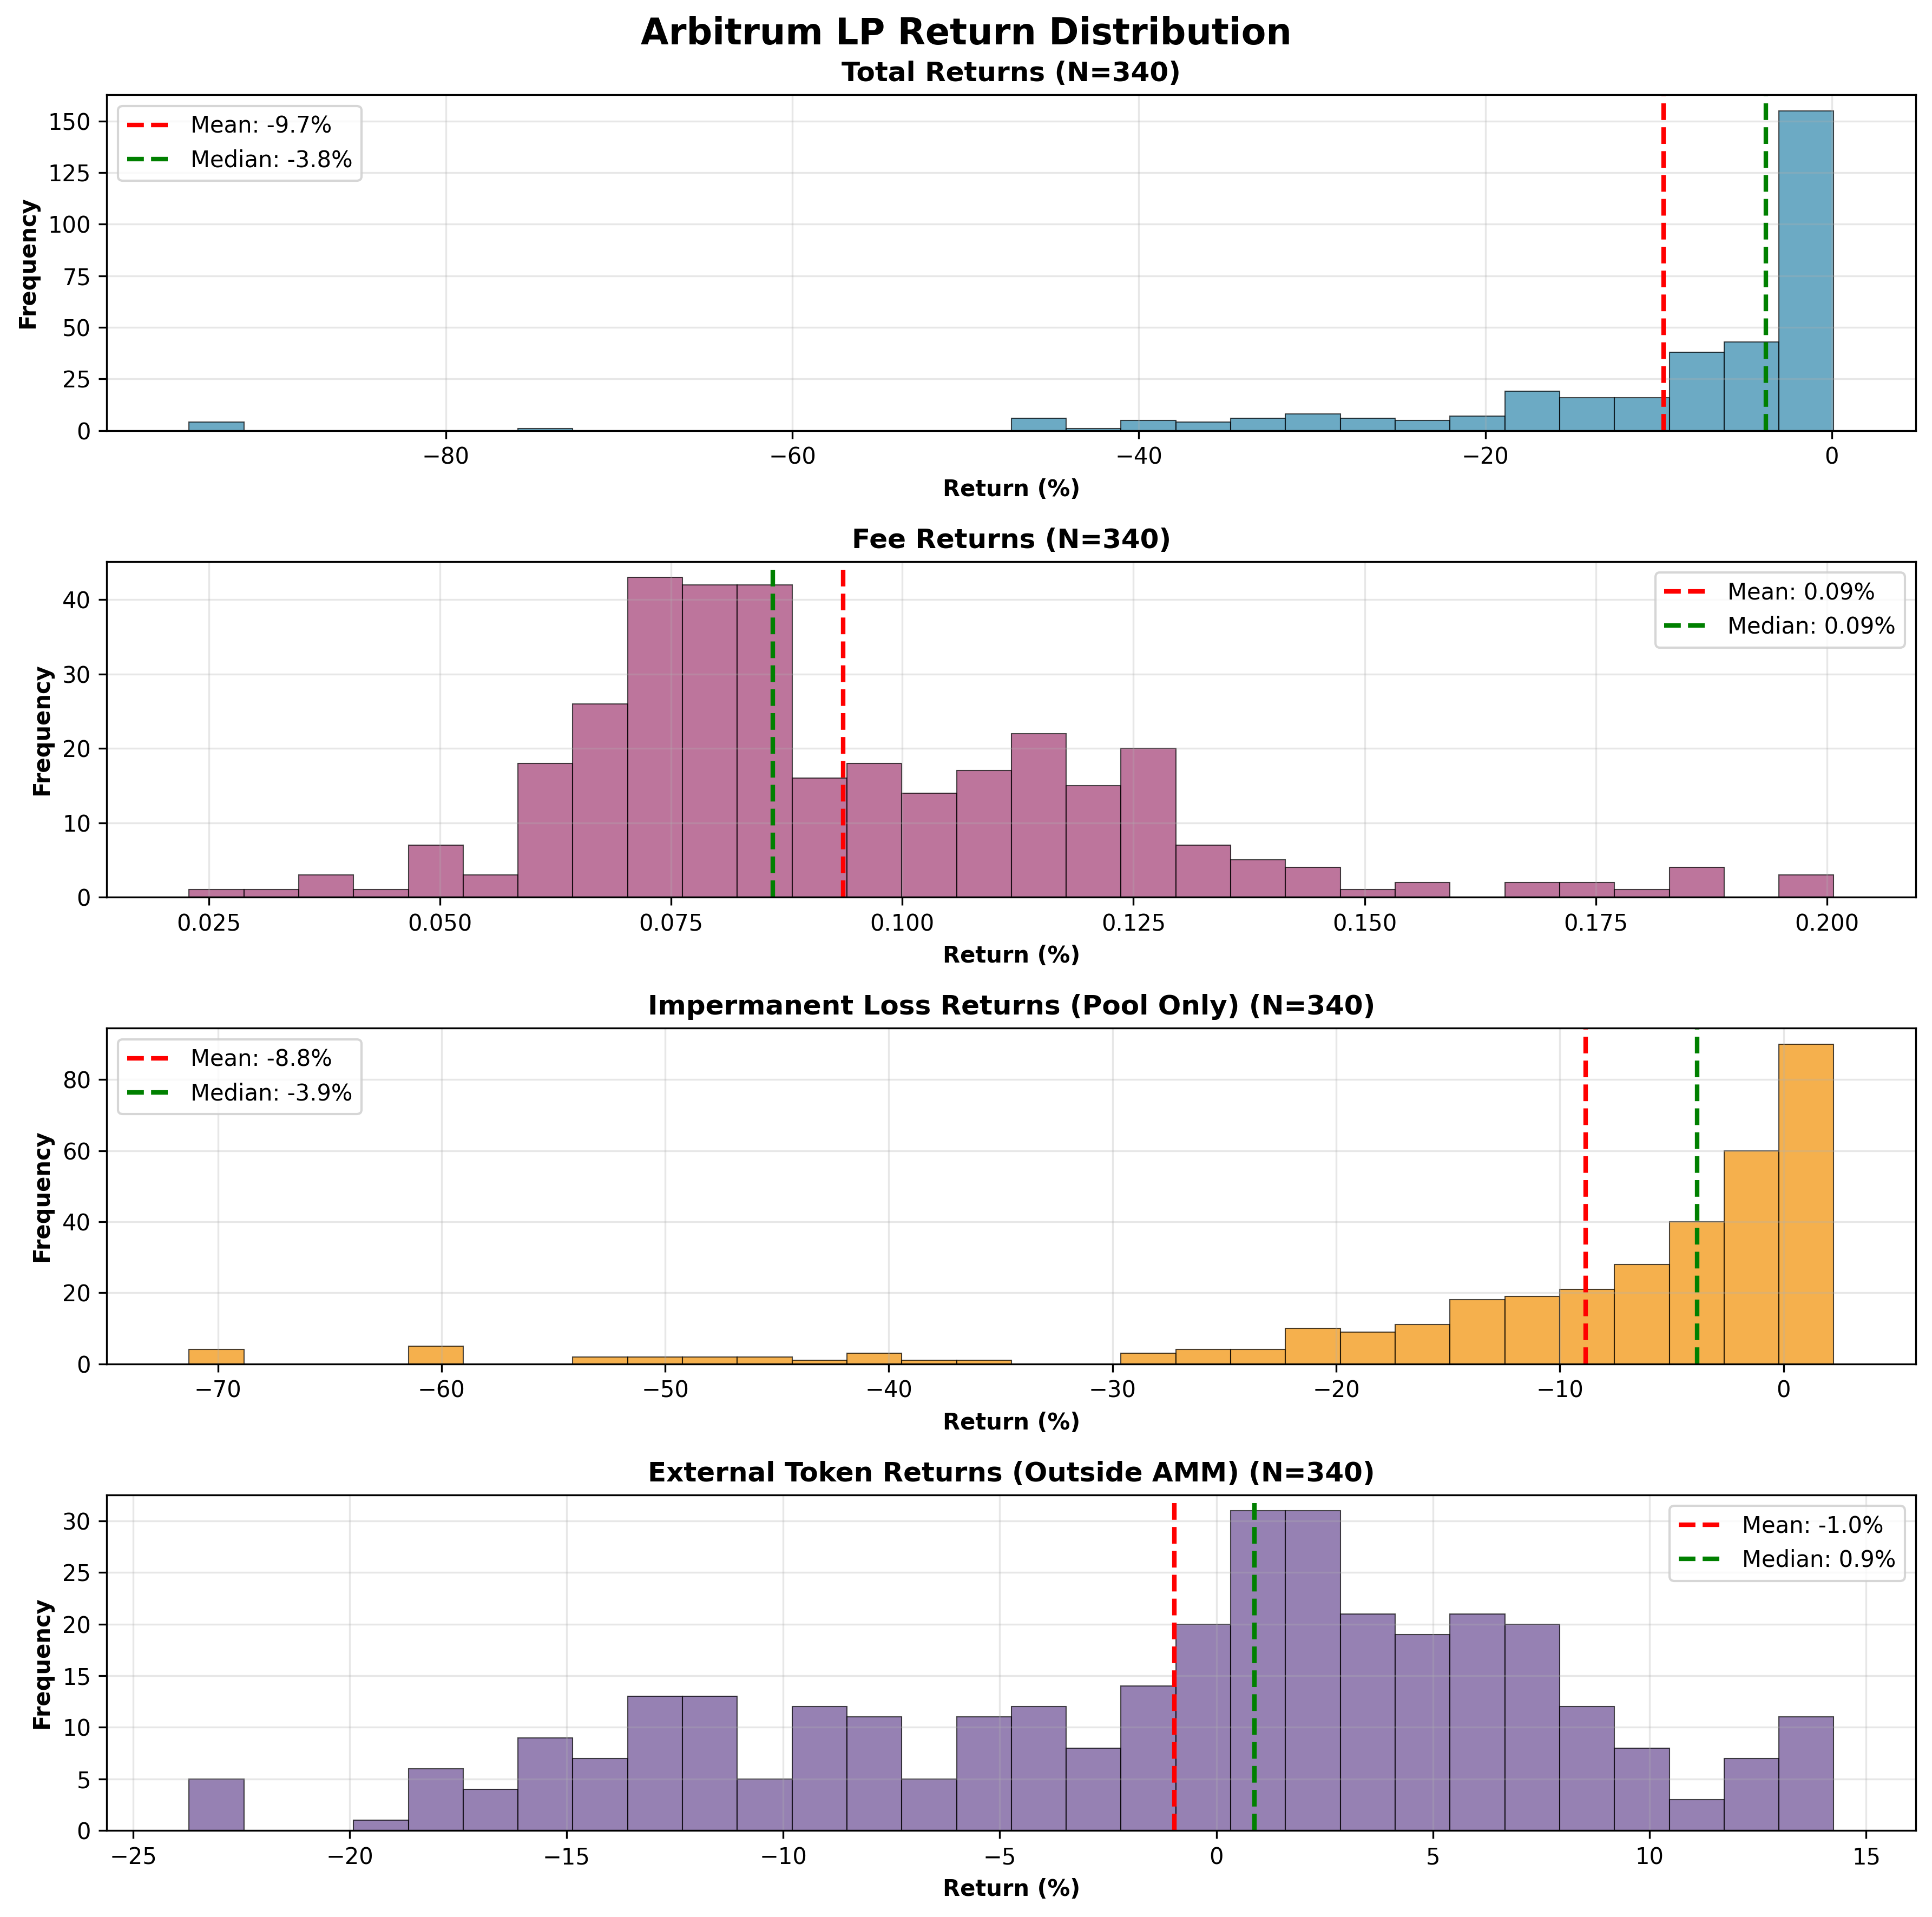 Arbitrum LP Return Distribution
Total Returns (N=340)
Mean: -9.7%
Median: -3.8%
Frequency
150
125
100
75
50
25
0
−80 −60 −40 −20 0
Return (%)
Fee Returns (N=340)
Mean: 0.09%
Median: 0.09%
Frequency
40
30
20
10
0
0.025 0.050 0.075 0.100 0.125 0.150 0.175 0.200
Return (%)
Impermanent Loss Returns (Pool Only) (N=340)
Mean: -8.8%
Median: -3.9%
Frequency
80
60
40
20
0
−70 −60 −50 −40 −30 −20 −10 0
Return (%)
External Token Returns (Outside AMM) (N=340)
Mean: -1.0%
Median: 0.9%
Frequency
30
25
20
15
10
5
0
−25 −20 −15 −10 −5 0 5 10 15
Return (%)